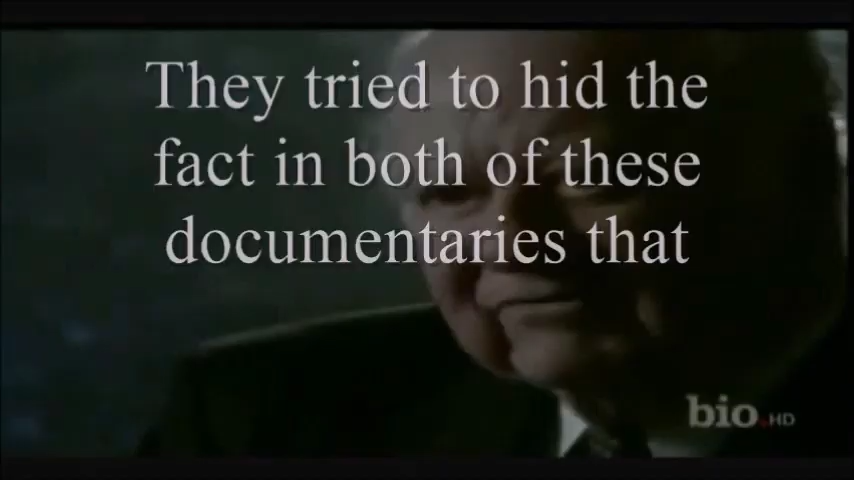 They tried to hid the
fact in both of these
documentaries that
bio.HD